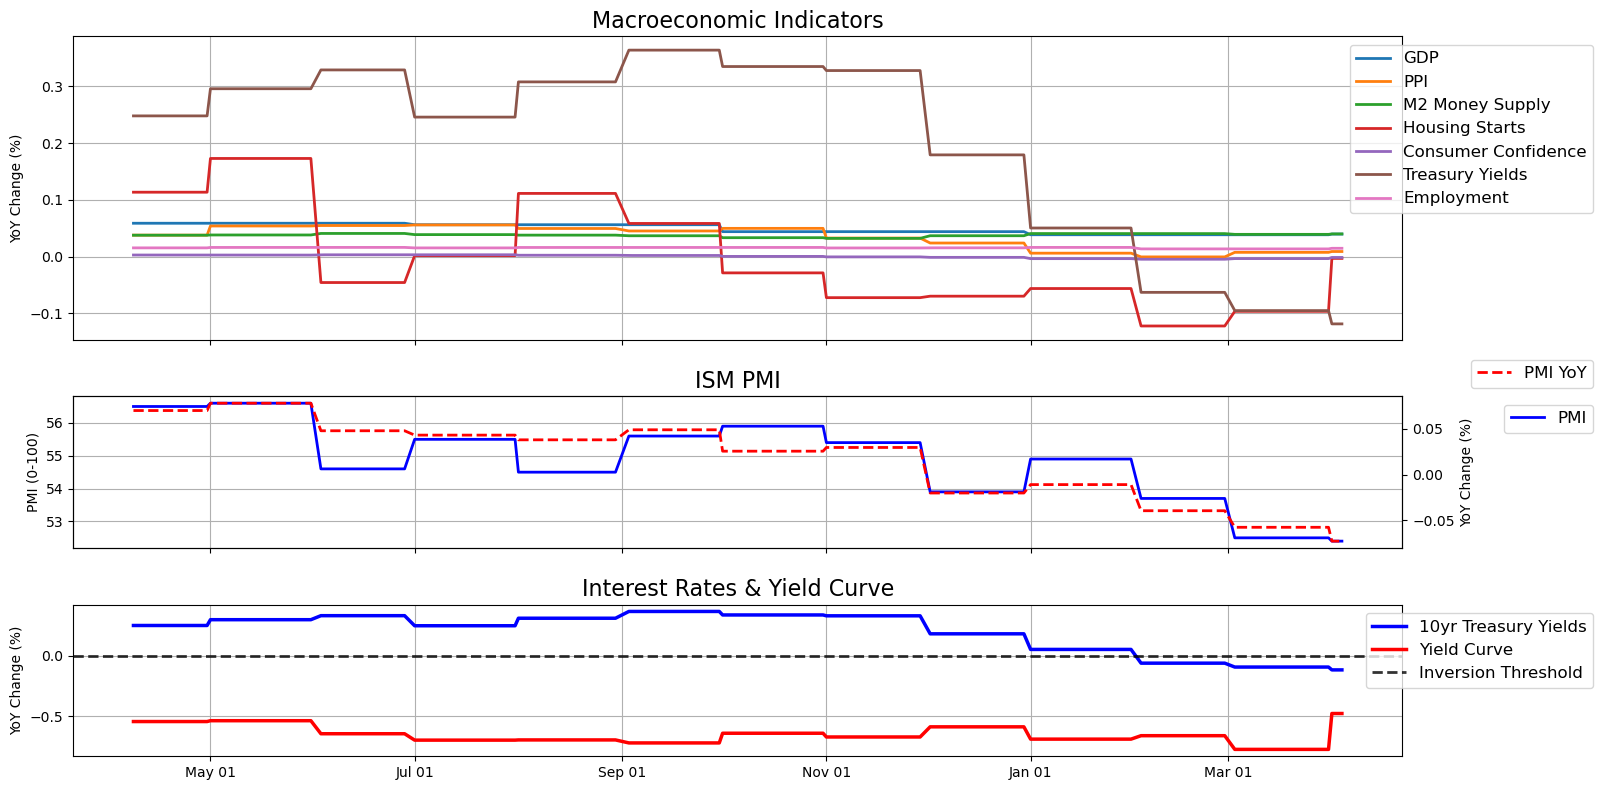 Macroeconomic Indicators
YoY Change (%)
0.3
0.2
0.1
0.0
−0.1
GDP
PPI
M2 Money Supply
Housing Starts
Consumer Confidence
Treasury Yields
Employment
ISM PMI
PMI YoY
PMI
PMI (0-100)
56
55
54
53
0.05
0.00
−0.05
YoY Change (%)
Interest Rates & Yield Curve
YoY Change (%)
0.0
−0.5
10yr Treasury Yields
Yield Curve
Inversion Threshold
May 01
Jul 01
Sep 01
Nov 01
Jan 01
Mar 01